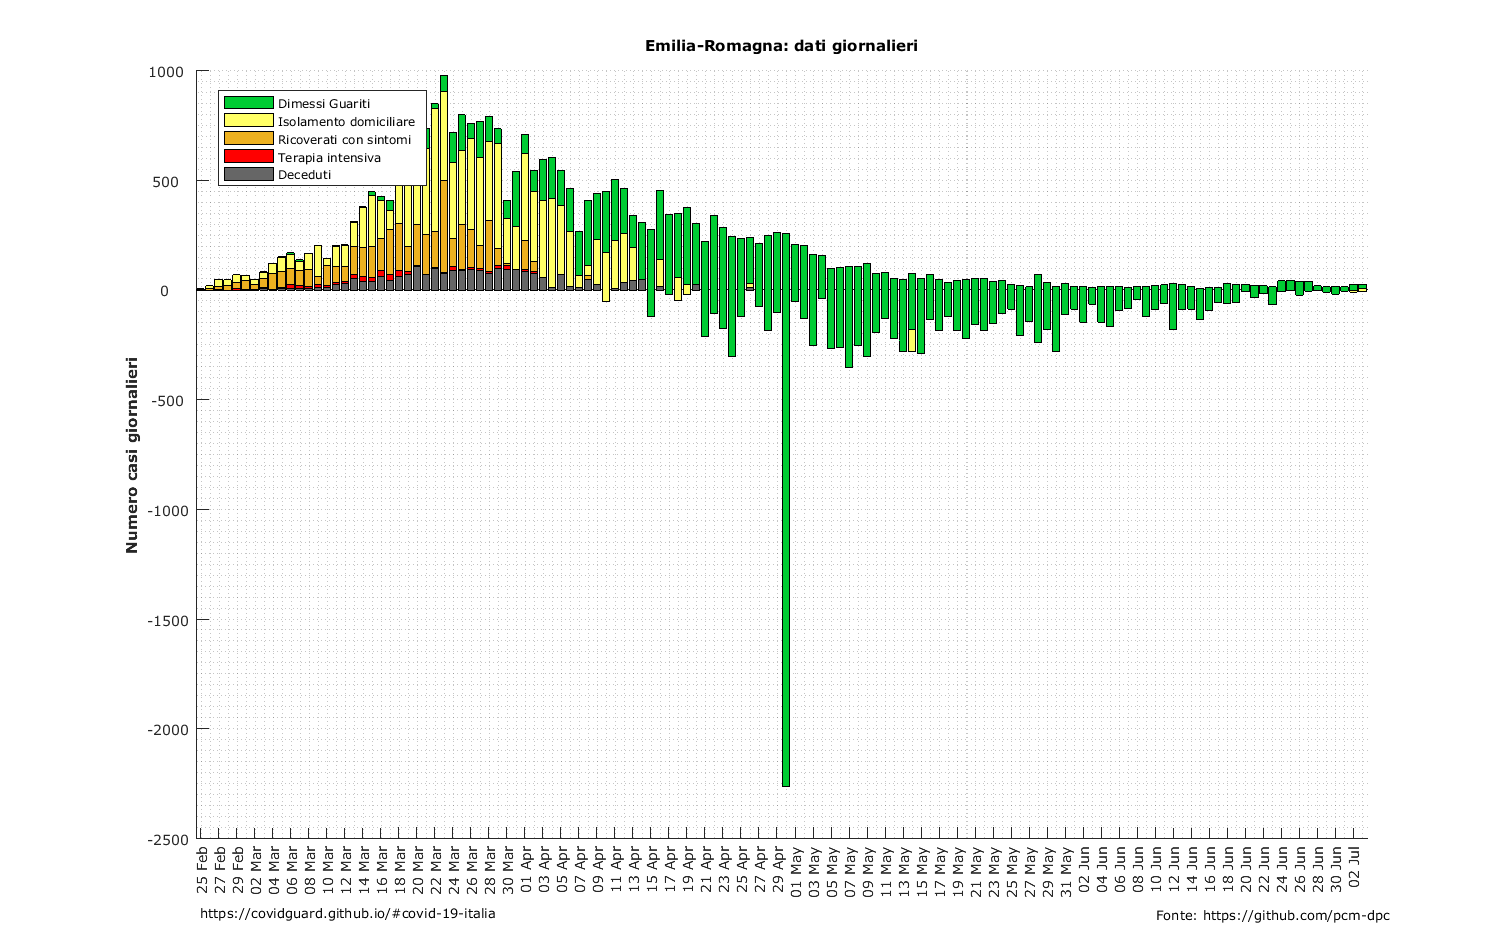 Emilia-Romagna: dati giornalieri
1000
500
0
-500
-1000
-1500
-2000
-2500
Numero casi giornalieri
Dimessi Guariti
Isolamento domiciliare
Ricoverati con sintomi
Terapia intensiva
Deceduti
25 Feb
27 Feb
29 Feb
02 Mar
04 Mar
06 Mar
08 Mar
10 Mar
12 Mar
14 Mar
16 Mar
18 Mar
20 Mar
22 Mar
24 Mar
26 Mar
28 Mar
30 Mar
01 Apr
03 Apr
05 Apr
07 Apr
09 Apr
11 Apr
13 Apr
15 Apr
17 Apr
19 Apr
21 Apr
23 Apr
25 Apr
27 Apr
29 Apr
01 May
03 May
05 May
07 May
09 May
11 May
13 May
15 May
17 May
19 May
21 May
23 May
25 May
27 May
29 May
31 May
02 Jun
04 Jun
06 Jun
08 Jun
10 Jun
12 Jun
14 Jun
16 Jun
18 Jun
20 Jun
22 Jun
24 Jun
26 Jun
28 Jun
30 Jun
02 Jul
https://covidguard.github.io/#covid-19-italia
Fonte: https://github.com/pcm-dpc